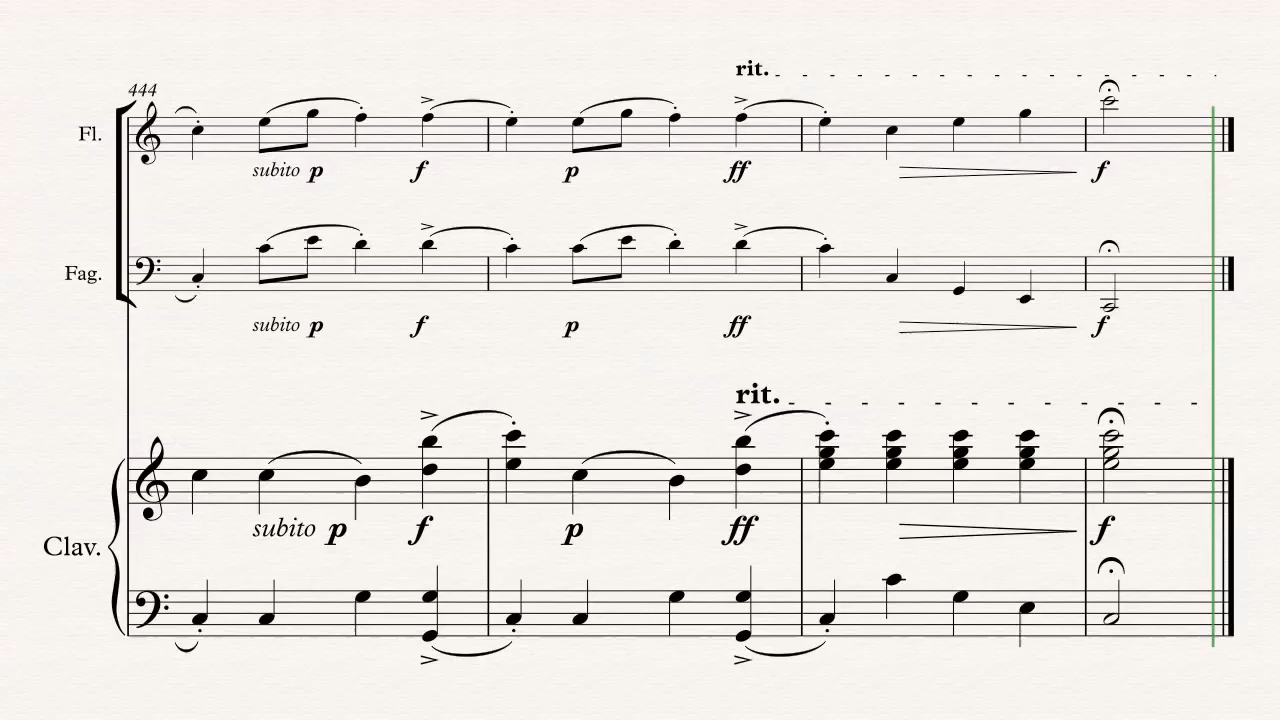 rit.
444
Fl.
subito p f p ff f
Fag.
subito p f p ff f
rit.
subito p f p ff f
Clav.